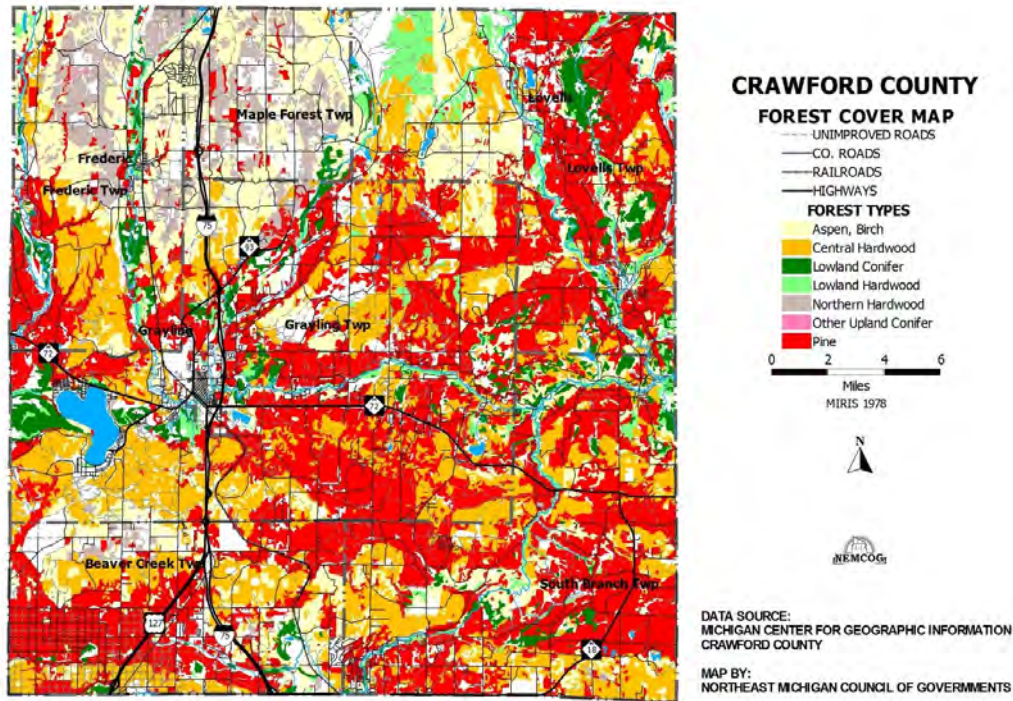 Lovells
Maple Forest Twp
Frederic
Lovells Twp
Frederic Twp
75
93
Grayling
Grayling Twp
72
72
Beaver Creek Twp
South Branch Twp
127
75
18
CRAWFORD COUNTY
FOREST COVER MAP
UNIMPROVED ROADS
CO. ROADS
RAILROADS
HIGHWAYS
FOREST TYPES
Aspen, Birch
Central Hardwood
Lowland Conifer
Lowland Hardwood
Northern Hardwood
Other Upland Conifer
Pine
0 2 4 6
Miles
MIRIS 1978
N
NEMCOG
DATA SOURCE:
MICHIGAN CENTER FOR GEOGRAPHIC INFORMATION
CRAWFORD COUNTY
MAP BY:
NORTHEAST MICHIGAN COUNCIL OF GOVERNMENTS